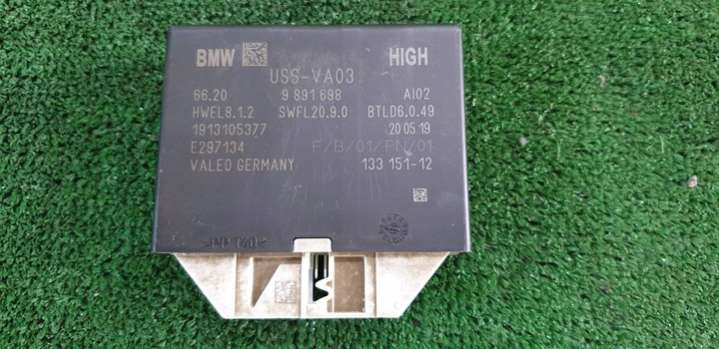 BMW HIGH
USS-VA03
66.20 9 891 698 AI02
HWEL8.1.2 SWFL20.9.0 BTLD6.0.49
1913105377 20 05 19
E297134 F/B/01/PN/01
VALEO GERMANY 133 151-12